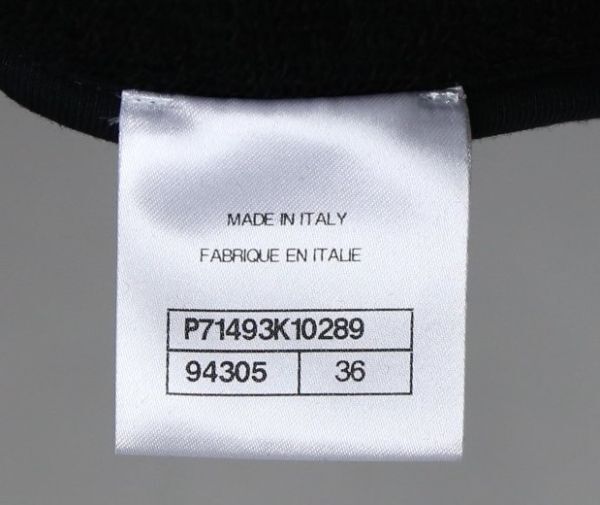 MADE IN ITALY
FABRIQUE EN ITALIE
P71493K10289
94305 36